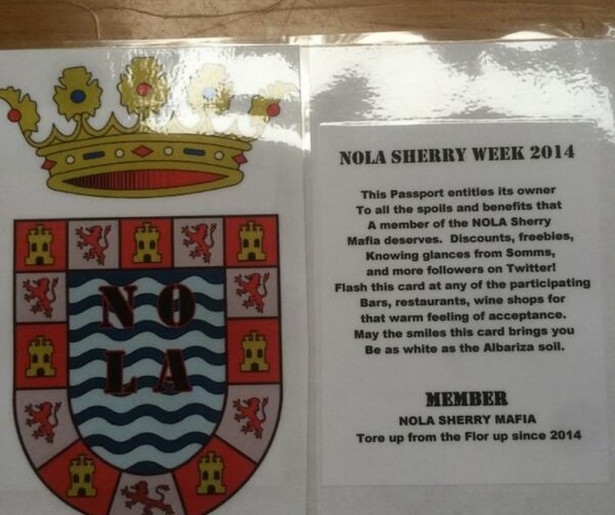 NO
LA
NOLA SHERRY WEEK 2014
This Passport entitles its owner
To all the spoils and benefits that
A member of the NOLA Sherry
Mafia deserves. Discounts, freebies,
Knowing glances from Somms,
and more followers on Twitter!
Flash this card at any of the participating
Bars, restaurants, wine shops for
that warm feeling of acceptance.
May the smiles this card brings you
Be as white as the Albariza soil.
MEMBER
NOLA SHERRY MAFIA
Tore up from the Flor up since 2014